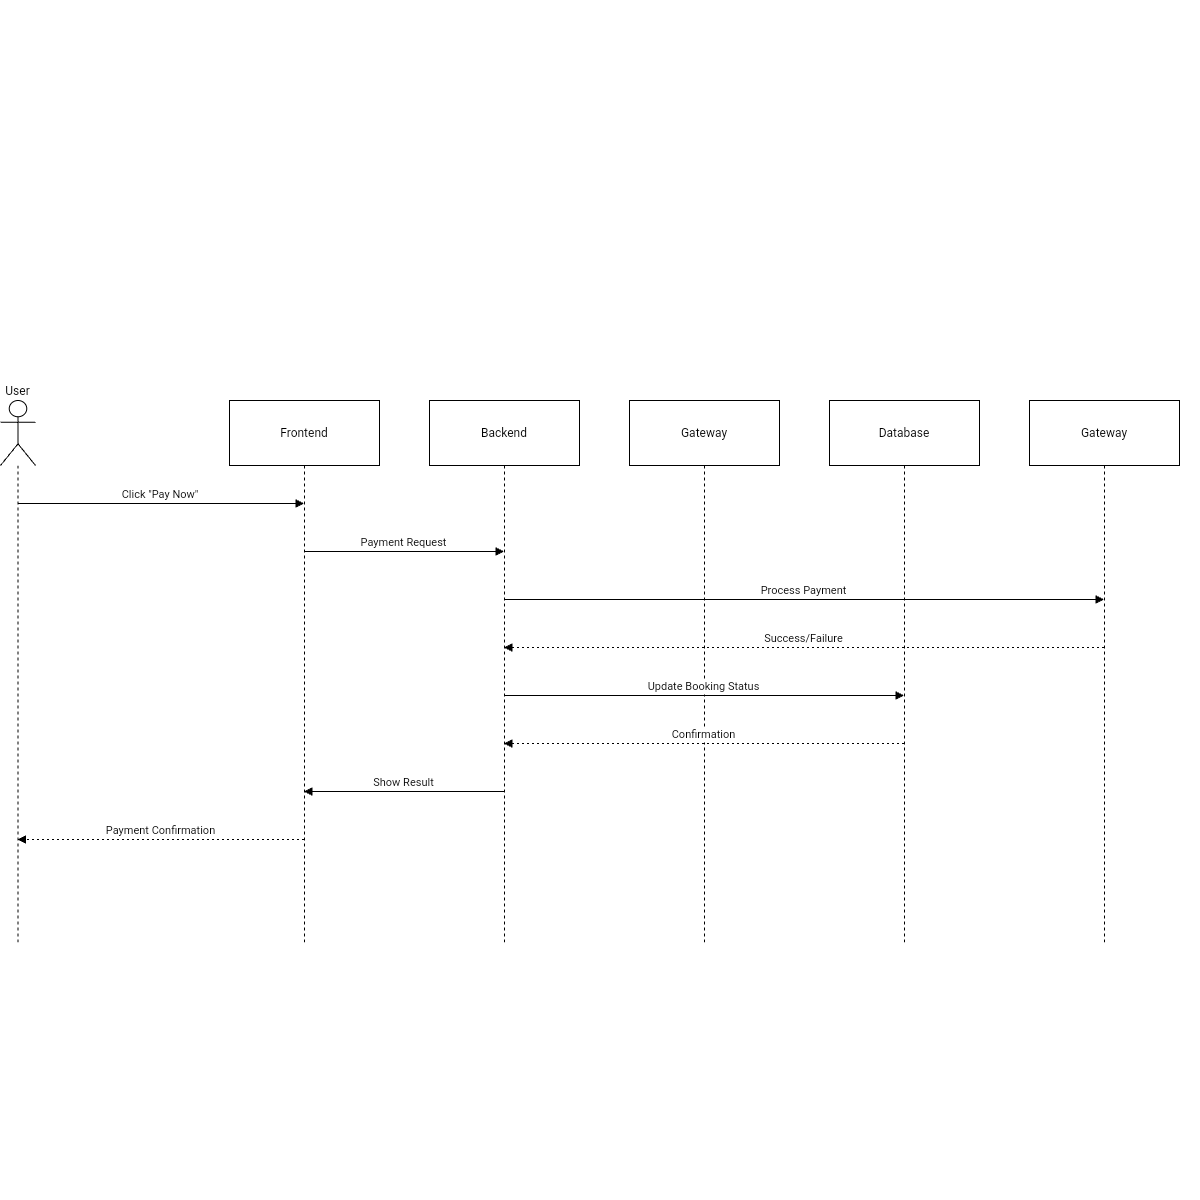 User
Frontend
Backend
Gateway
Database
Gateway
Click "Pay Now"
Payment Request
Process Payment
Success/Failure
Update Booking Status
Confirmation
Show Result
Payment Confirmation